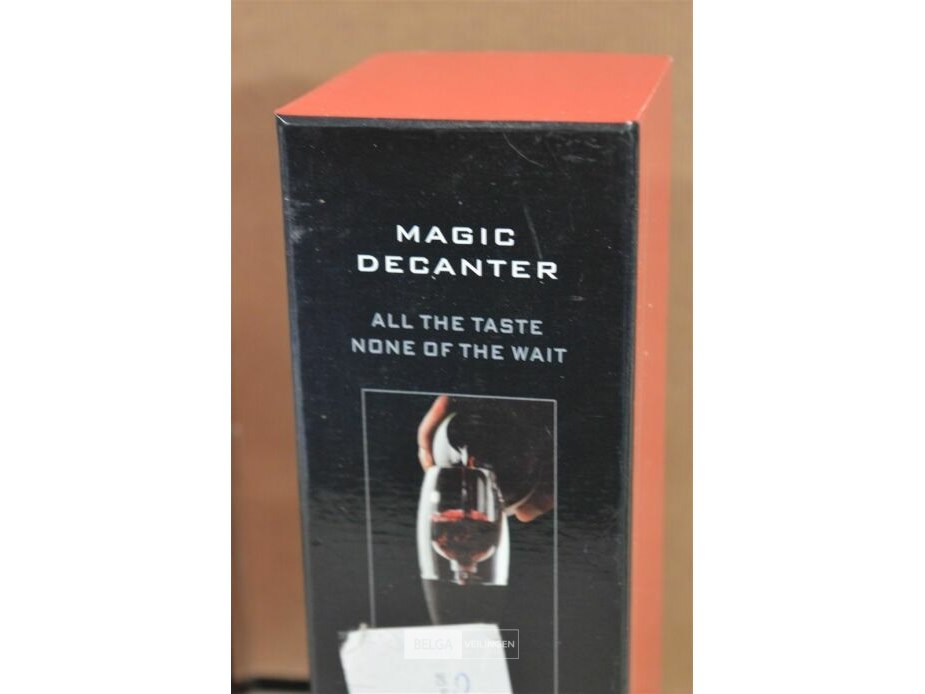 MAGIC
DECANTER
ALL THE TASTE
NONE OF THE WAIT
BELGA VEILINGEN